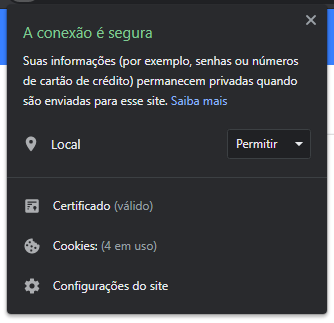 A conexão é segura
Suas informações (por exemplo, senhas ou números
de cartão de crédito) permanecem privadas quando
são enviadas para esse site. Saiba mais
Local
Permitir
Certificado (válido)
Cookies: (4 em uso)
Configurações do site